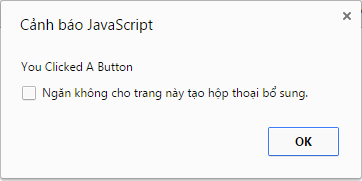 Cảnh báo JavaScript
You Clicked A Button
Ngăn không cho trang này tạo hộp thoại bổ sung.
OK